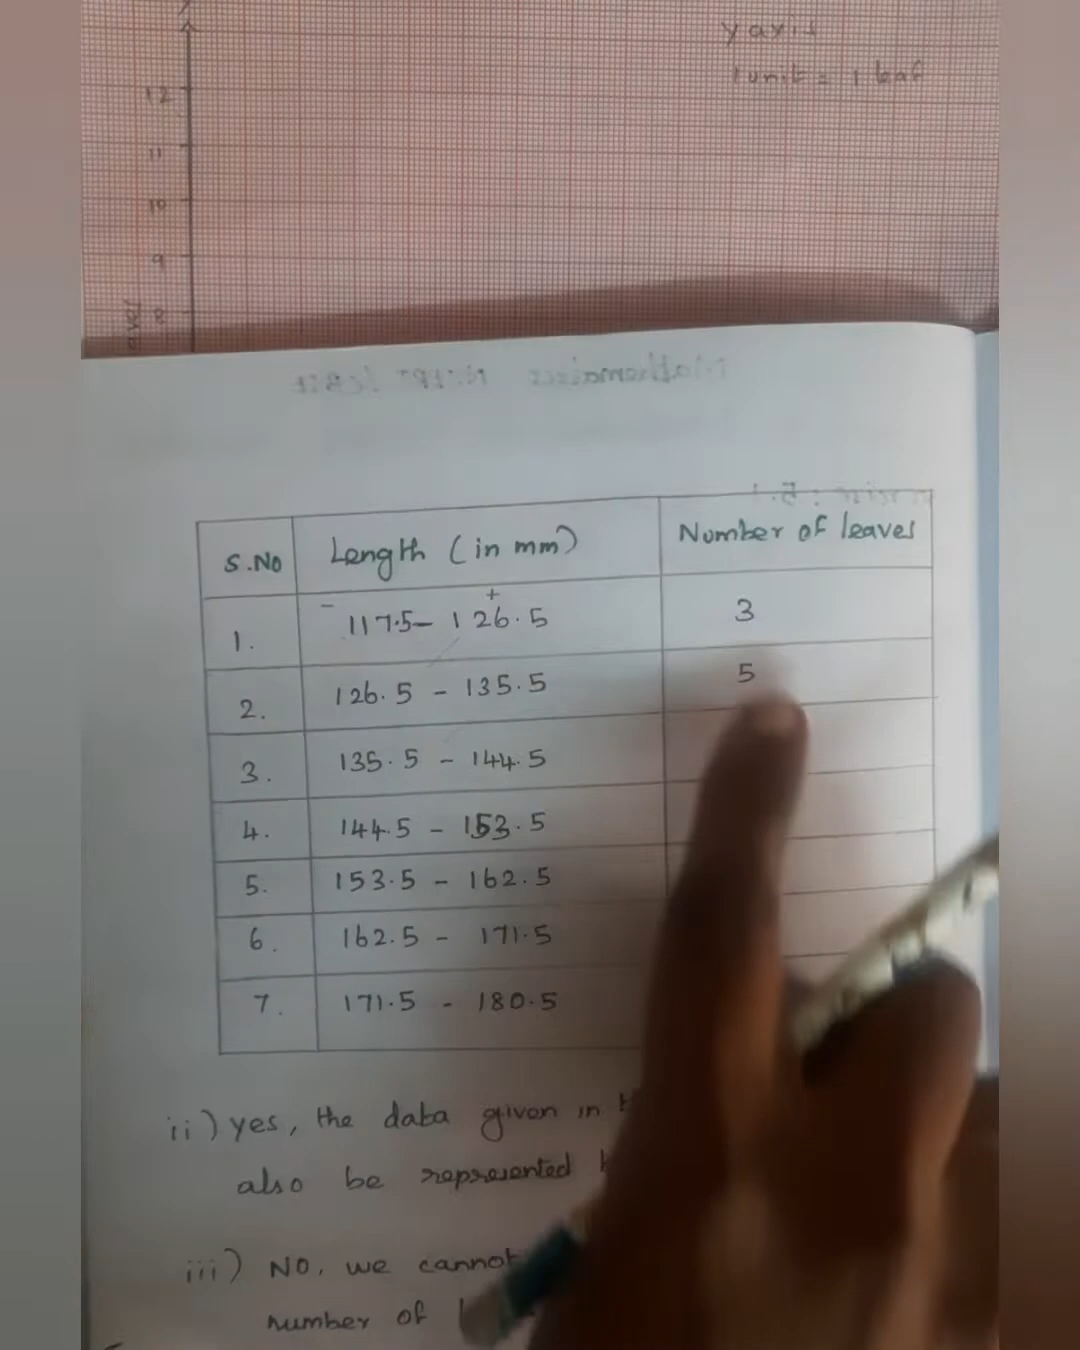 y axis
1 unit = 1 leaf
12
11
10
9
8
S.No Length (in mm) Number of leaves
1. 117.5 - 126.5 3
2. 126.5 - 135.5 5
3. 135.5 - 144.5
4. 144.5 - 153.5
5. 153.5 - 162.5
6. 162.5 - 171.5
7. 171.5 - 180.5
ii) yes, the daba given in
also be represented
iii) NO, we cannot
number of